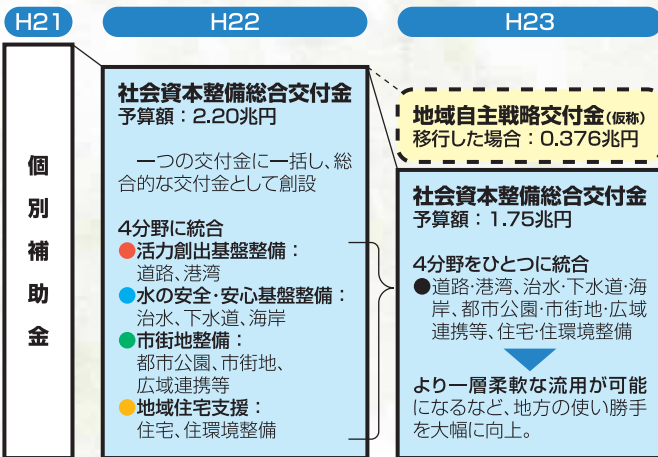 H21
H22
H23
個別補助金
社会資本整備総合交付金
予算額：2.20兆円
一つの交付金に一括し、総
合的な交付金として創設
4分野に統合
●活力創出基盤整備：
道路、港湾
●水の安全・安心基盤整備：
治水、下水道、海岸
●市街地整備：
都市公園、市街地、
広域連携等
●地域住宅支援：
住宅、住環境整備
地域自主戦略交付金(仮称)
移行した場合：0.376兆円
社会資本整備総合交付金
予算額：1.75兆円
4分野をひとつに統合
●道路・港湾、治水・下水道・海
岸、都市公園・市街地・広域
連携等、住宅・住環境整備
より一層柔軟な流用が可能
になるなど、地方の使い勝手
を大幅に向上。